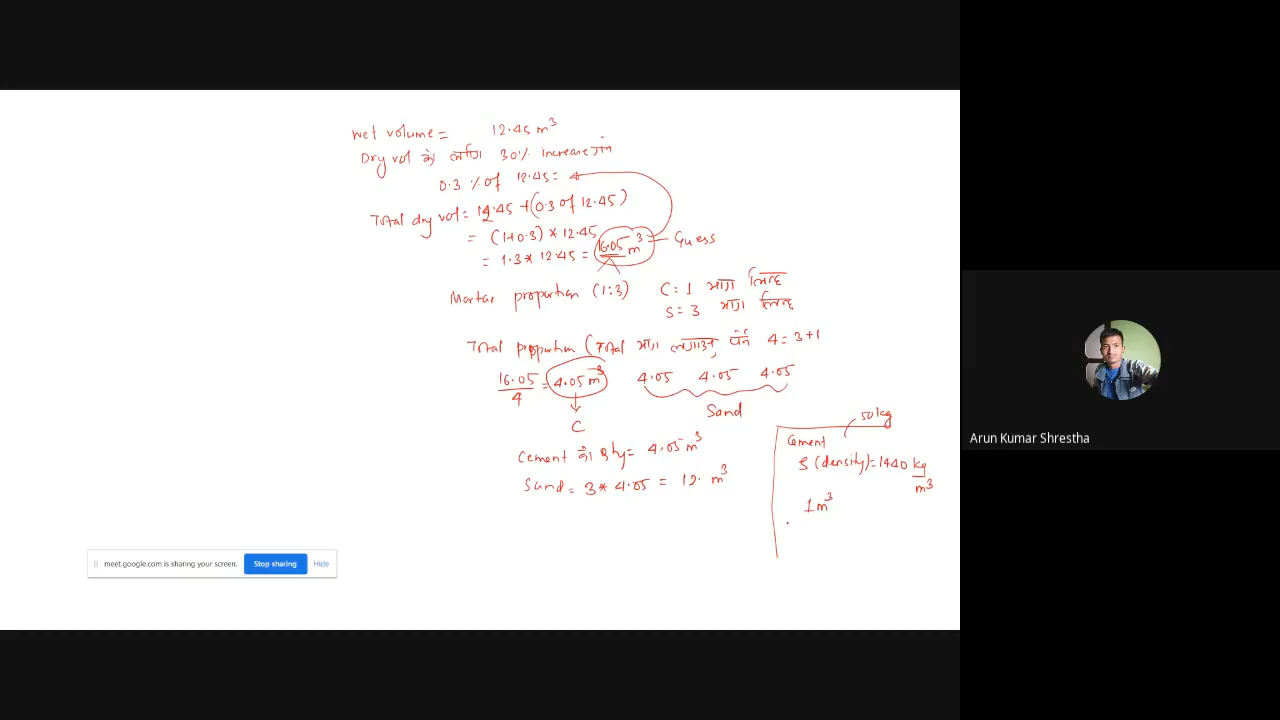 Wet volume = 12.45 m³
Dry vol को लागि 30% increase गर्ने
0.3 % of 12.45 = 4
Total dry vol = 12.45 + (0.3 of 12.45)
= (1+0.3) * 12.45
= 1.3 * 12.45 = 16.05 m³ Guess
Mortar proportion (1:3) C = 1 भाग
S = 3 भाग
Total proportion (Total भाग लगाउनु पर्ने 4 = 3+1
16.05/4 = 4.05 m³ 4.05 4.05 4.05
Sand
C
50 kg
Cement को qty = 4.05 m³
Sand = 3 * 4.05 = 12. m³
Cement
(density) = 1440 kg/m³
1 m³
Arun Kumar Shrestha
meet.google.com is sharing your screen. Stop sharing Hide